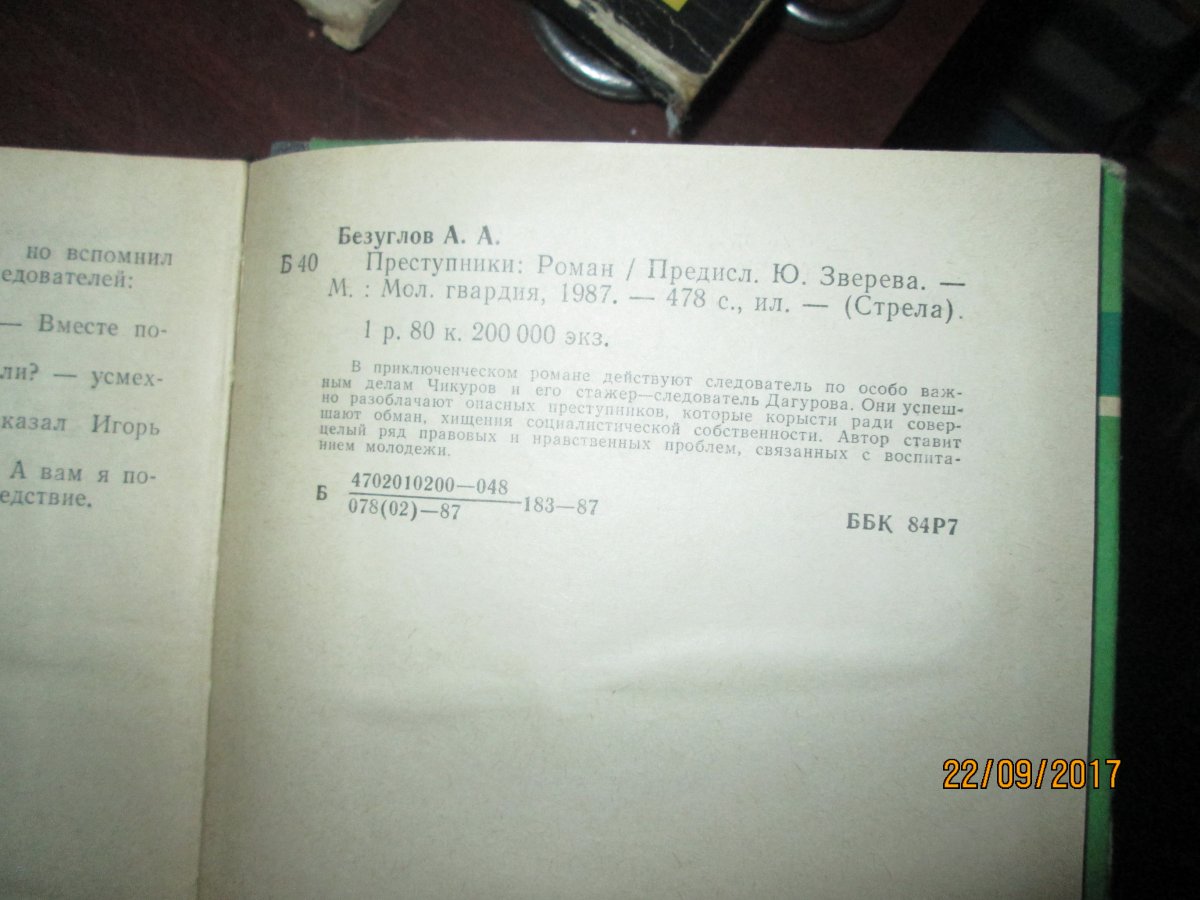 но вспомнил
едователей:
— Вместе по-
ли? — усмех-
казал Игорь
А вам я по-
едствие.
Безуглов А. А.
Б 40 Преступники: Роман / Предисл. Ю. Зверева. —
М. : Мол. гвардия, 1987. — 478 с., ил. — (Стрела).
1 р. 80 к. 200 000 экз.
В приключенческом романе действуют следователь по особо важ-
ным делам Чикуров и его стажер—следователь Дагурова. Они успеш-
но разоблачают опасных преступников, которые корысти ради совер-
шают обман, хищения социалистической собственности. Автор ставит
целый ряд правовых и нравственных проблем, связанных с воспита-
нием молодежи.
4702010200—048
Б 078(02)—87 183—87
ББК 84Р7
22/09/2017